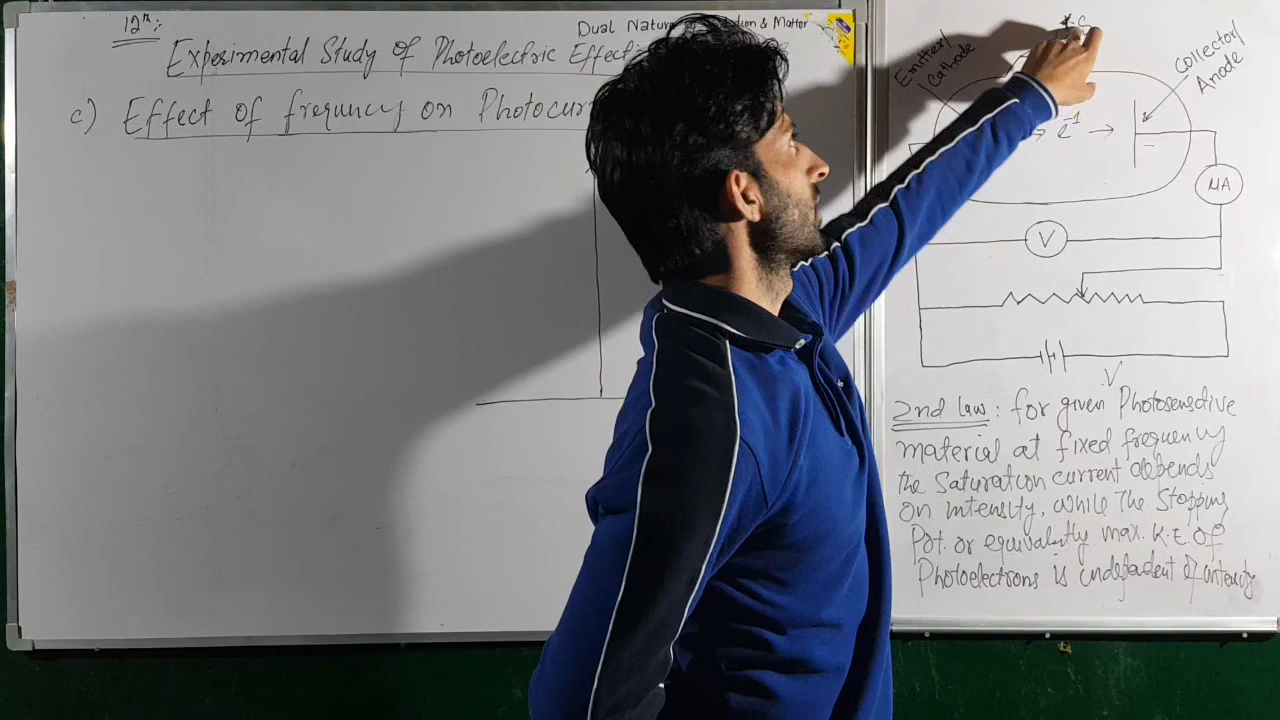 12th:
Dual Nature & Matter
Experimental Study of Photoelectric Effect
c) Effect of frequncy on Photocur
Emitter/
Cathode
Collector/
Anode
e-1
μA
V
V
2nd law: for given Photosensitive
material at fixed frequency
the Saturation current depends
on intensity, while The Stopping
Pot. or equivalently max. K.E. of
Photoelectrons is independent of intensity